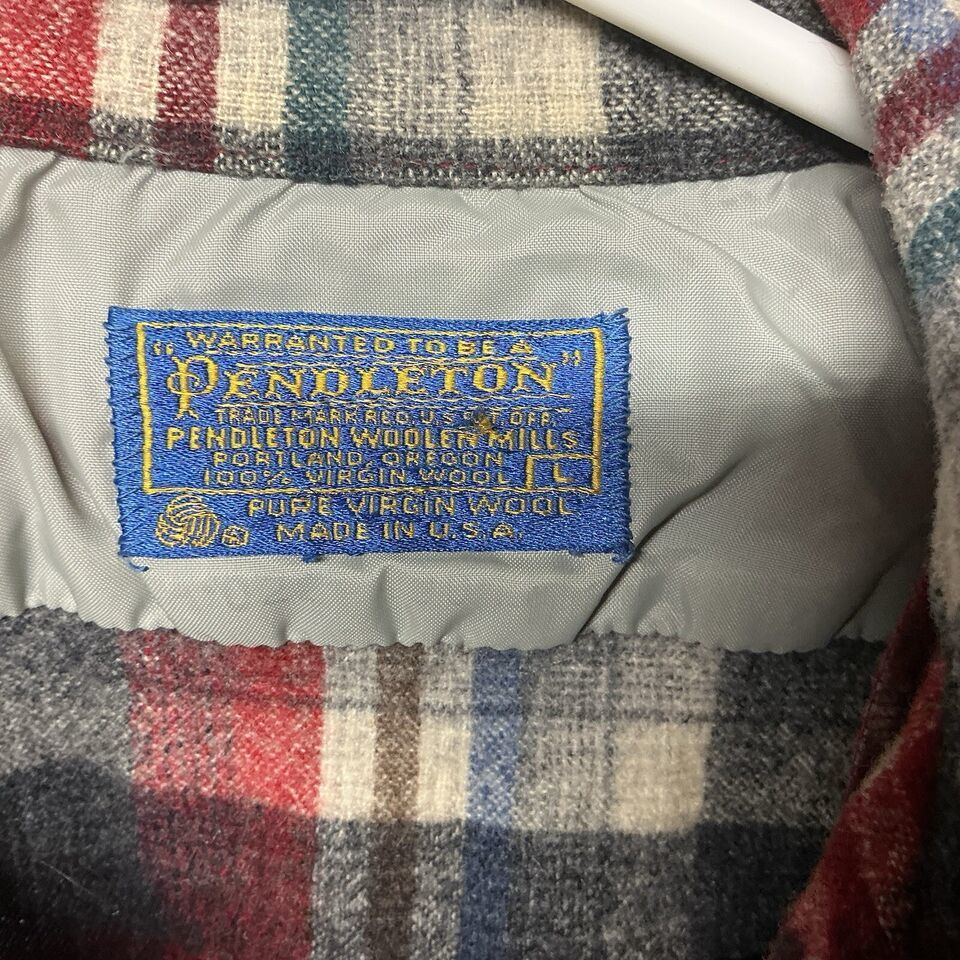 WARRANTED TO BE A
"PENDLETON"
TRADE MARK REG. U.S. PAT. OFF.
PENDLETON WOOLEN MILLS
PORTLAND, OREGON
100% VIRGIN WOOL L
PURE VIRGIN WOOL
MADE IN U.S.A.